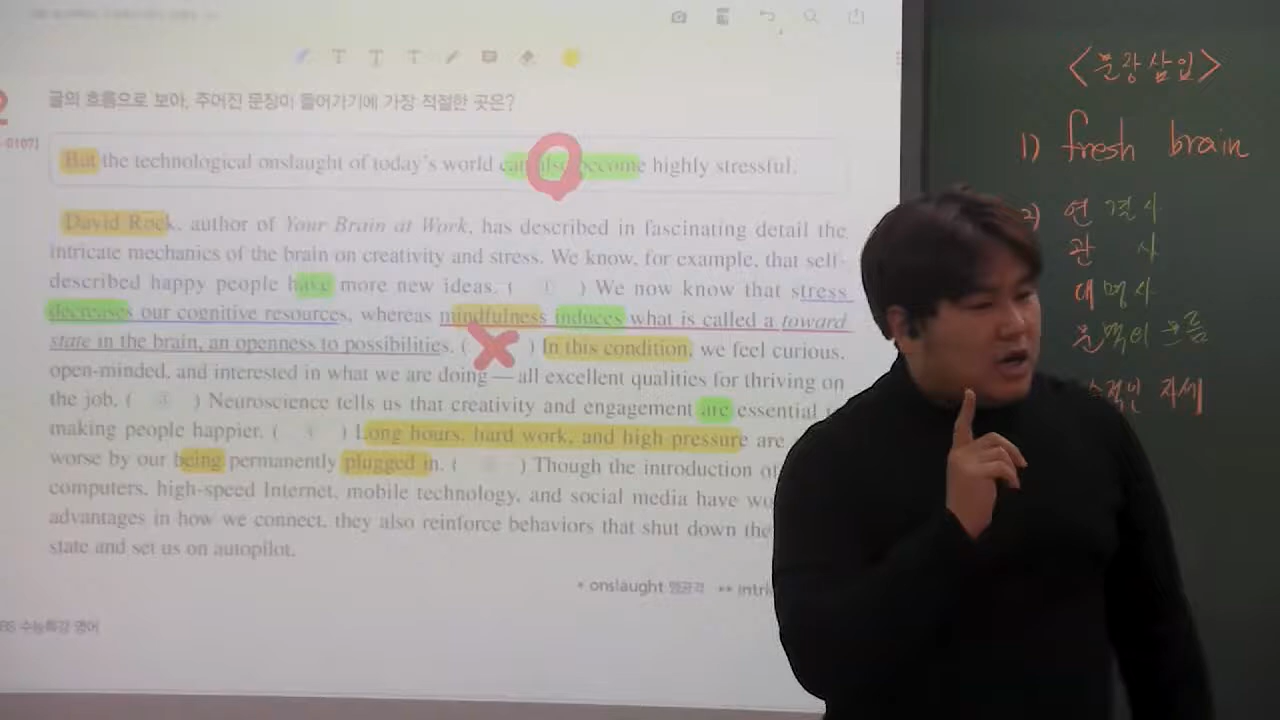 글의 흐름으로 보아, 주어진 문장이 들어가기에 가장 적절한 곳은?
0107]
But the technological onslaught of today's world can also become highly stressful.
David Rock, author of Your Brain at Work, has described in fascinating detail the
intricate mechanics of the brain on creativity and stress. We know, for example, that self-
described happy people have more new ideas. ( ① ) We now know that stress
decreases our cognitive resources, whereas mindfulness induces what is called a toward
state in the brain, an openness to possibilities. ( ) In this condition, we feel curious,
open-minded, and interested in what we are doing — all excellent qualities for thriving on
the job. ( ③ ) Neuroscience tells us that creativity and engagement are essential
making people happier. ( ④ ) Long hours, hard work, and high pressure are
worse by our being permanently plugged in. ( ) Though the introduction of
computers, high-speed Internet, mobile technology, and social media have
advantages in how we connect, they also reinforce behaviors that shut down the
state and set us on autopilot.
* onslaught 맹공격 **
수능특강 영어
<문장삽입>
1) fresh brain
2) 연결사
관 사
대명사
문맥의 흐름
자세